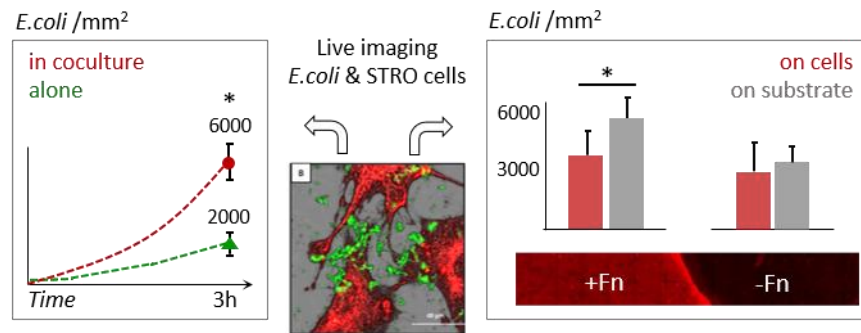 E.coli /mm²
in coculture
alone
*
6000
2000
Time
3h
Live imaging
E.coli & STRO cells
B
E.coli /mm²
on cells
on substrate
*
6000
3000
+Fn
-Fn